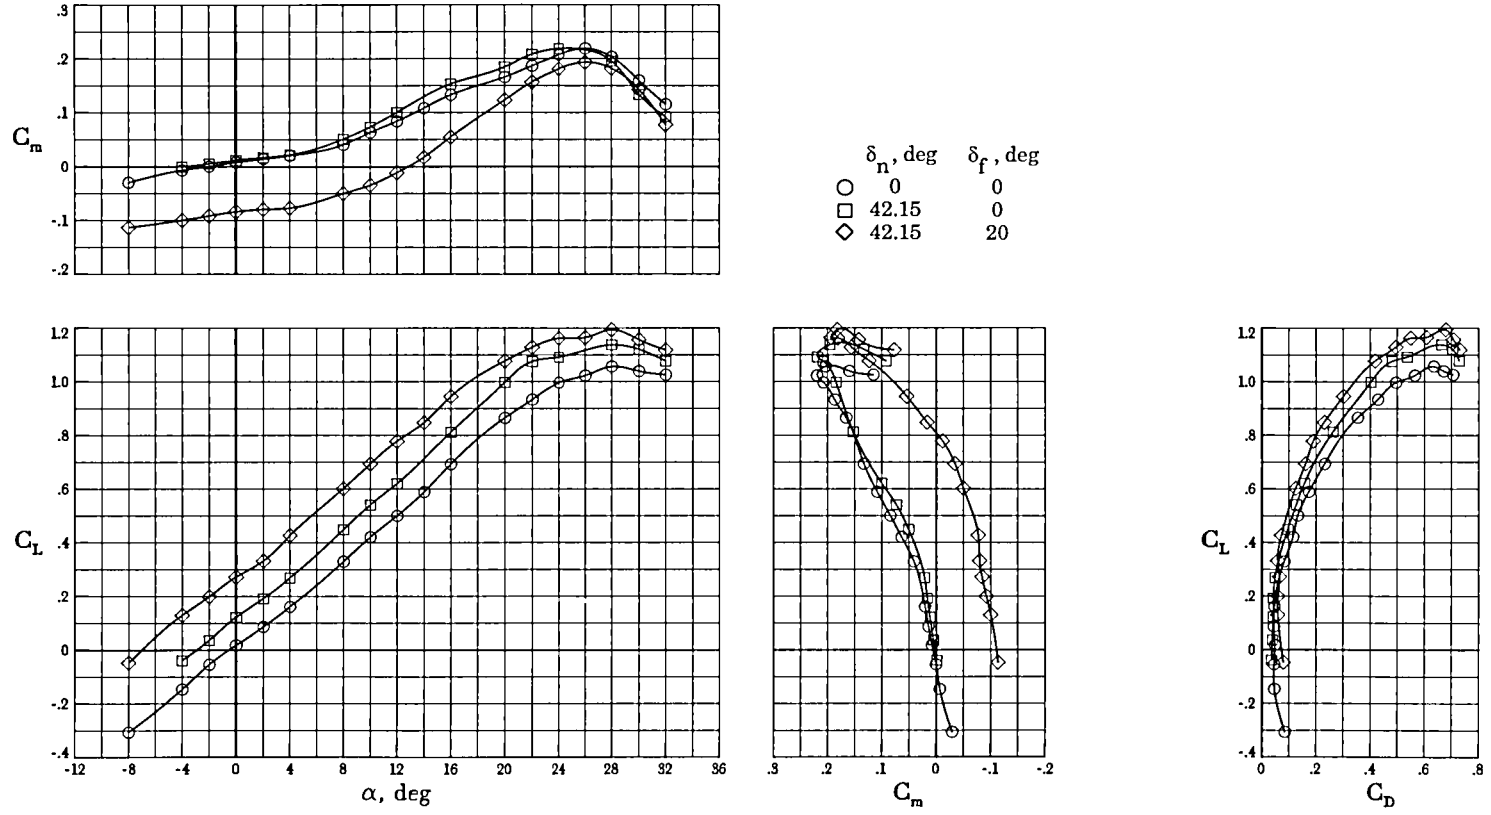 .3
.2
.1
0
-.1
-.2
C_m
δ_n, deg δ_f, deg
0 0
42.15 0
42.15 20
1.2
1.0
.8
.6
.4
.2
0
-.2
-.4
C_L
-12 -8 -4 0 4 8 12 16 20 24 28 32 36
α, deg
.3 .2 .1 0 -.1 -.2
C_m
1.2
1.0
.8
.6
.4
.2
0
-.2
-.4
C_L
0 .2 .4 .6 .8
C_D